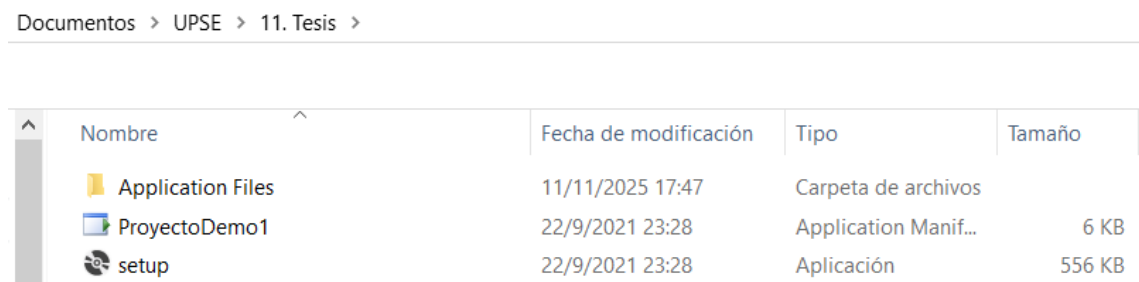 Documentos > UPSE > 11. Tesis >
Nombre Fecha de modificación Tipo Tamaño
Application Files 11/11/2025 17:47 Carpeta de archivos
ProyectoDemo1 22/9/2021 23:28 Application Manif... 6 KB
setup 22/9/2021 23:28 Aplicación 556 KB